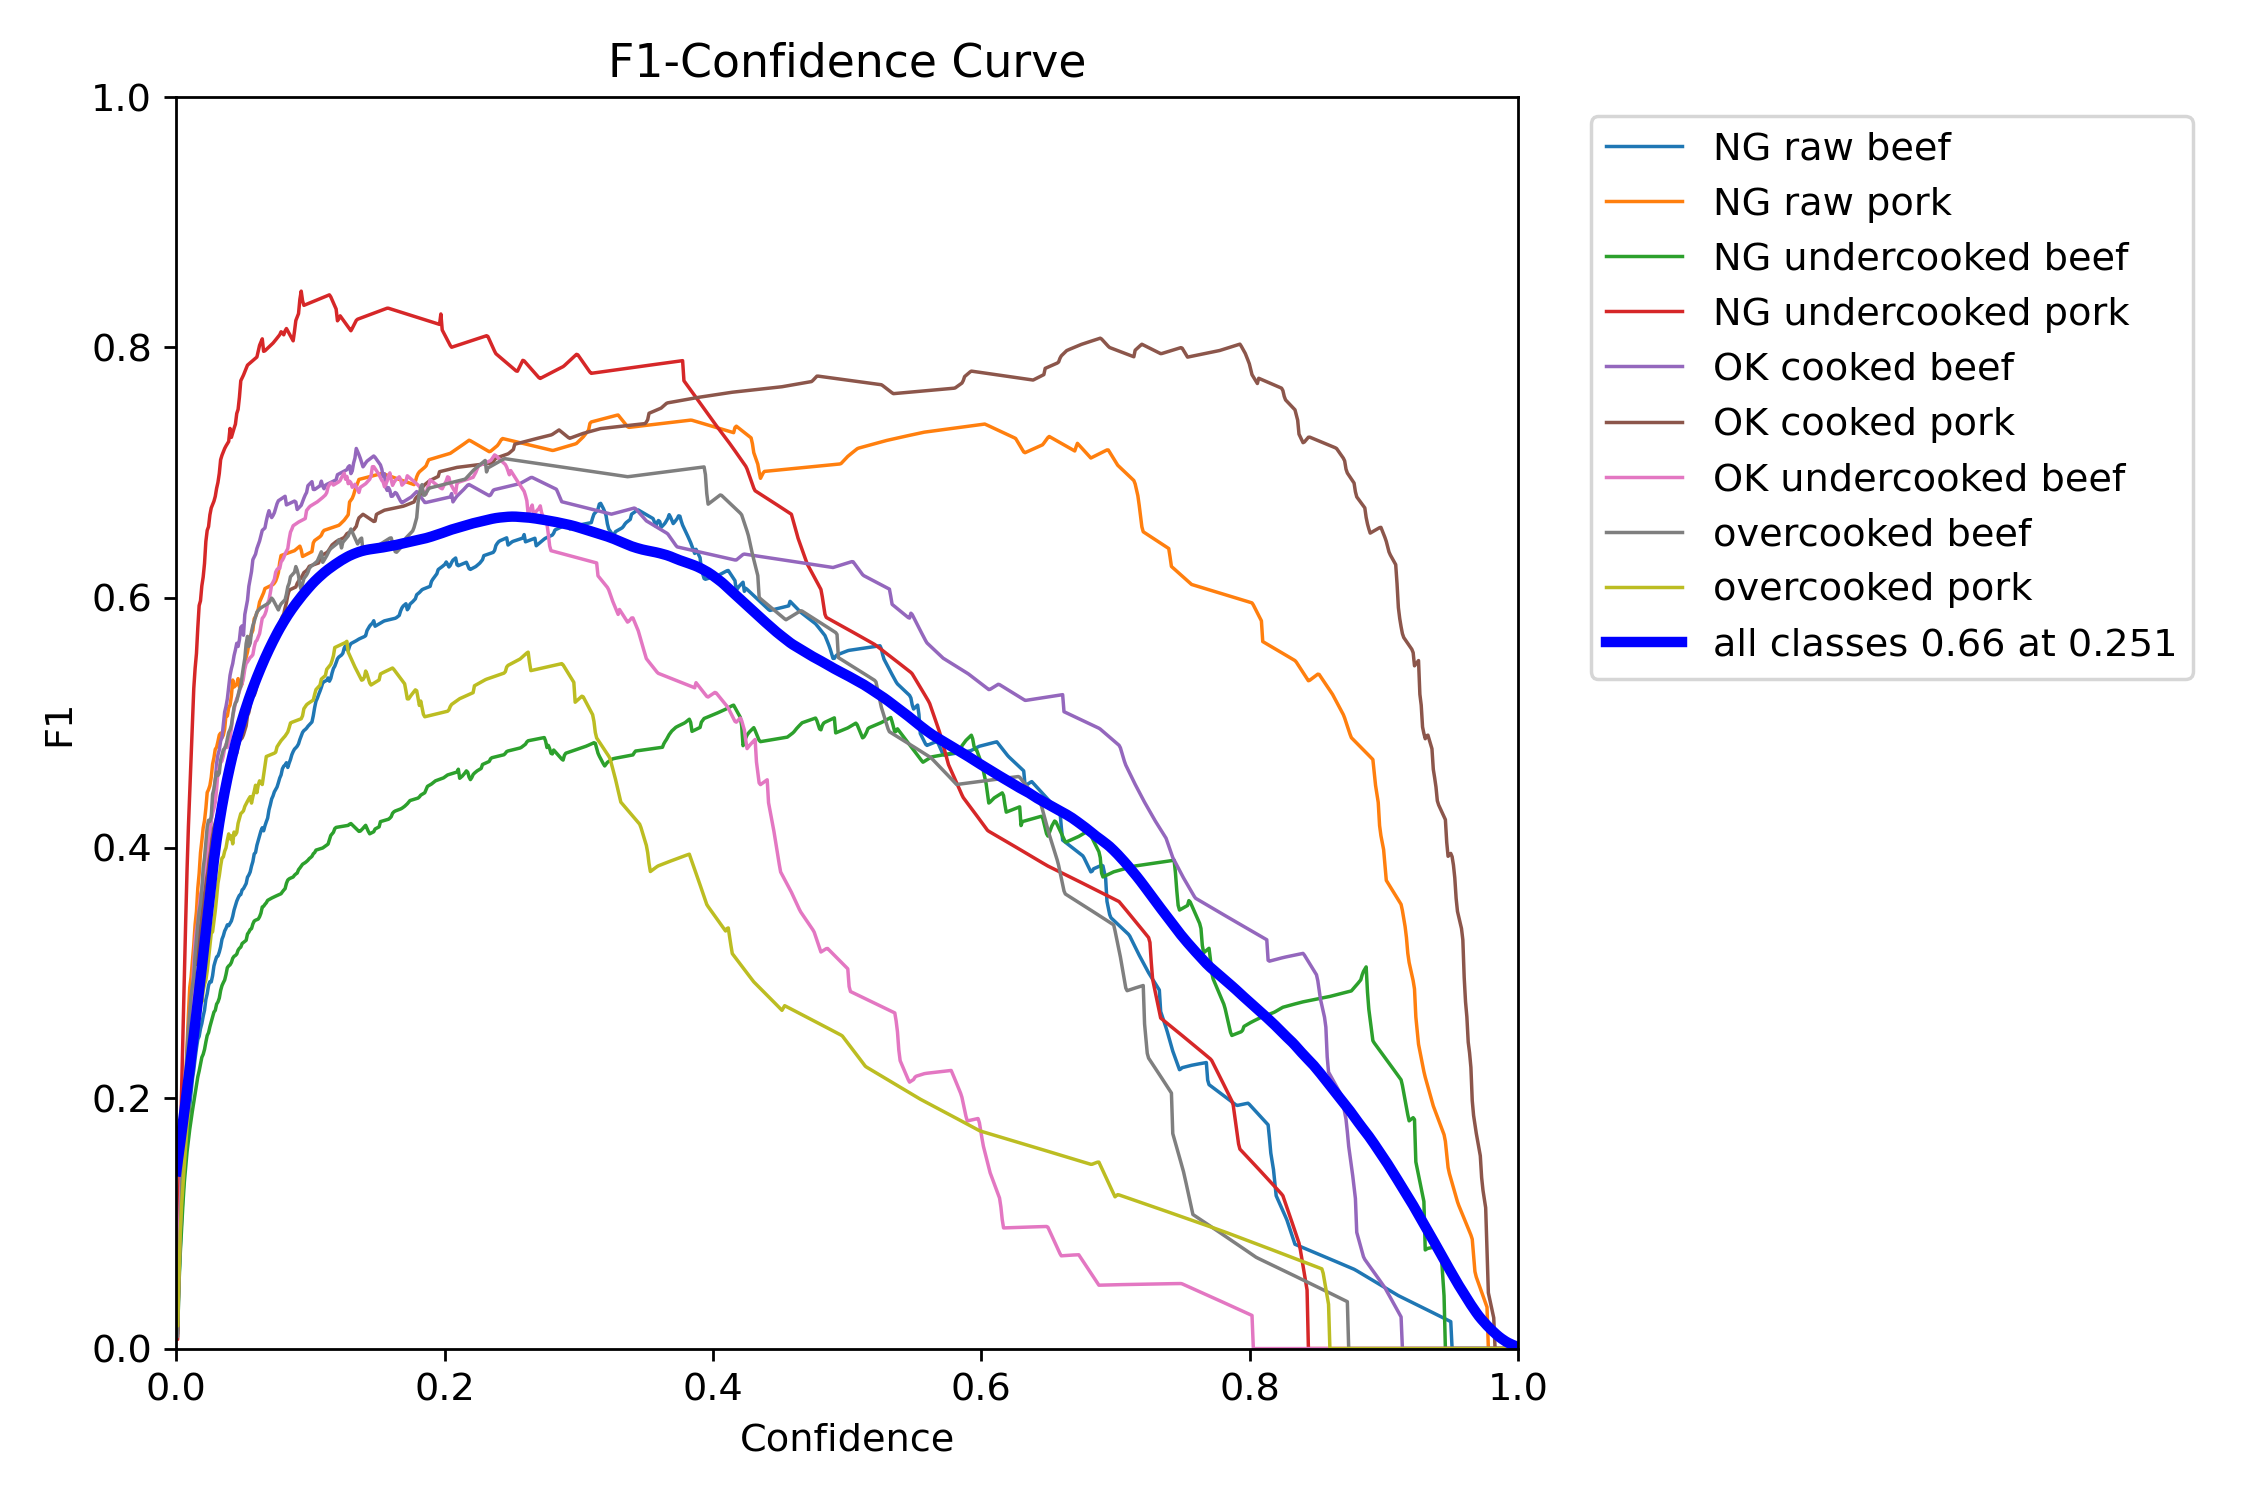 F1-Confidence Curve
1.0
0.8
0.6
0.4
0.2
0.0
F1
0.0 0.2 0.4 0.6 0.8 1.0
Confidence
NG raw beef
NG raw pork
NG undercooked beef
NG undercooked pork
OK cooked beef
OK cooked pork
OK undercooked beef
overcooked beef
overcooked pork
all classes 0.66 at 0.251